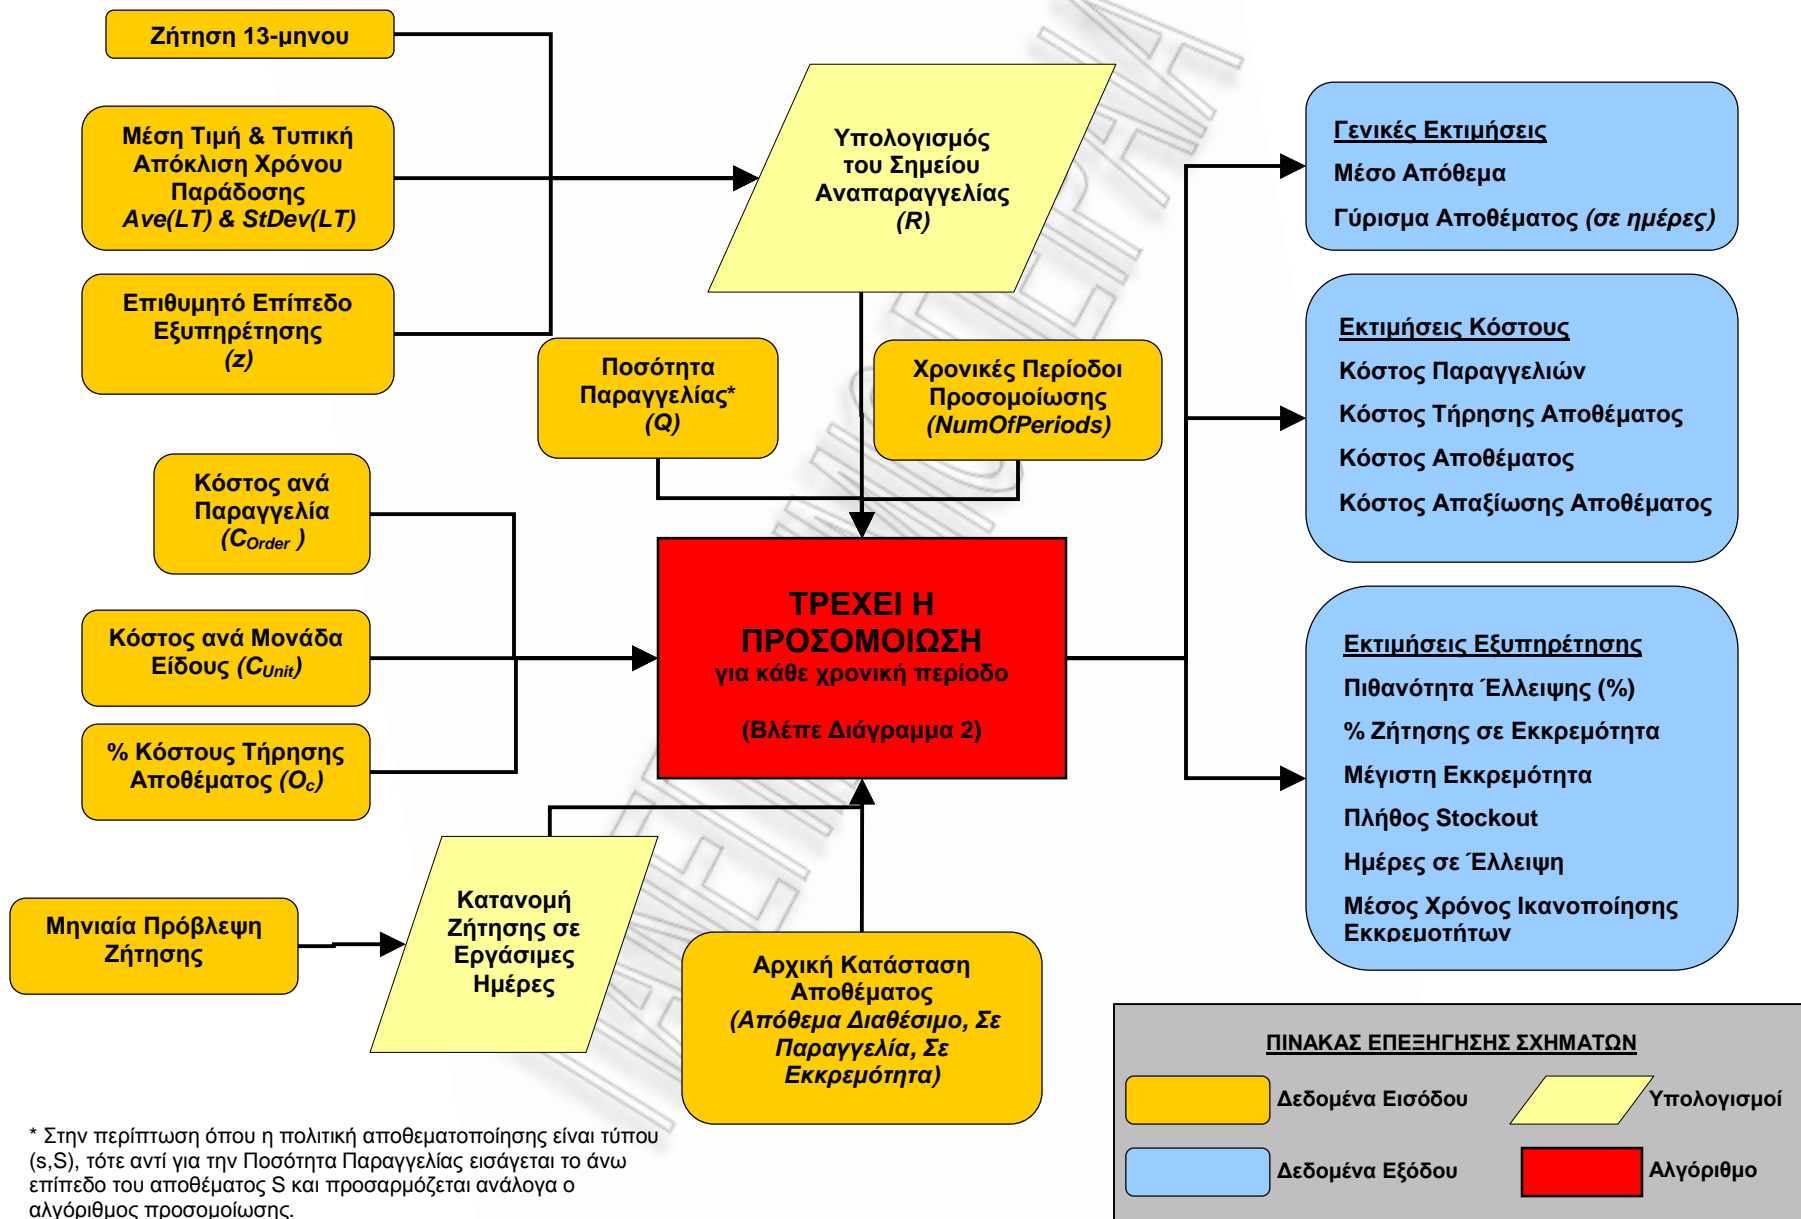 Ζήτηση 13-μηνου
Μέση Τιμή & Τυπική
Απόκλιση Χρόνου
Παράδοσης
Ave(LT) & StDev(LT)
Επιθυμητό Επίπεδο
Εξυπηρέτησης
(z)
Υπολογισμός
του Σημείου
Αναπαραγγελίας
(R)
Ποσότητα
Παραγγελίας*
(Q)
Χρονικές Περίοδοι
Προσομοίωσης
(NumOfPeriods)
Κόστος ανά
Παραγγελία
(COrder )
Κόστος ανά Μονάδα
Είδους (CUnit)
% Κόστους Τήρησης
Αποθέματος (Oc)
ΤΡΕΧΕΙ Η
ΠΡΟΣΟΜΟΙΩΣΗ
για κάθε χρονική περίοδο
(Βλέπε Διάγραμμα 2)
Μηνιαία Πρόβλεψη
Ζήτησης
Κατανομή
Ζήτησης σε
Εργάσιμες
Ημέρες
Αρχική Κατάσταση
Αποθέματος
(Απόθεμα Διαθέσιμο, Σε
Παραγγελία, Σε
Εκκρεμότητα)
Γενικές Εκτιμήσεις
Μέσο Απόθεμα
Γύρισμα Αποθέματος (σε ημέρες)
Εκτιμήσεις Κόστους
Κόστος Παραγγελιών
Κόστος Τήρησης Αποθέματος
Κόστος Αποθέματος
Κόστος Απαξίωσης Αποθέματος
Εκτιμήσεις Εξυπηρέτησης
Πιθανότητα Έλλειψης (%)
% Ζήτησης σε Εκκρεμότητα
Μέγιστη Εκκρεμότητα
Πλήθος Stockout
Ημέρες σε Έλλειψη
Μέσος Χρόνος Ικανοποίησης
Εκκρεμοτήτων
ΠΙΝΑΚΑΣ ΕΠΕΞΗΓΗΣΗΣ ΣΧΗΜΑΤΩΝ
Δεδομένα Εισόδου
Υπολογισμοί
Δεδομένα Εξόδου
Αλγόριθμο
* Στην περίπτωση όπου η πολιτική αποθεματοποίησης είναι τύπου
(s,S), τότε αντί για την Ποσότητα Παραγγελίας εισάγεται το άνω
επίπεδο του αποθέματος S και προσαρμόζεται ανάλογα ο
αλγόριθμος προσομοίωσης.